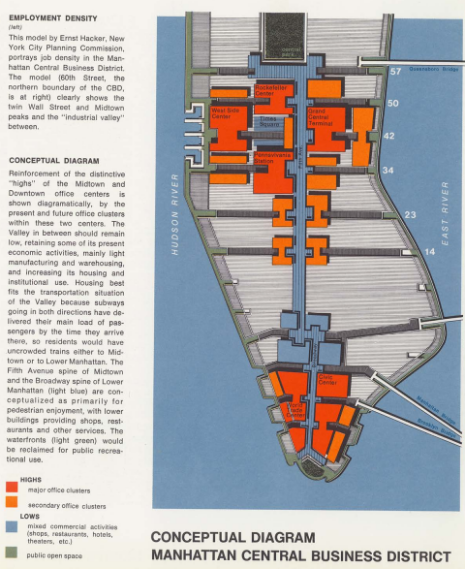 EMPLOYMENT DENSITY
(left)
This model by Ernst Hacker, New
York City Planning Commission,
portrays job density in the Man-
hattan Central Business District.
The model (60th Street, the
northern boundary of the CBD,
is at right) clearly shows the
twin Wall Street and Midtown
peaks and the "industrial valley"
between.
CONCEPTUAL DIAGRAM
Reinforcement of the distinctive
"highs" of the Midtown and
Downtown office centers is
shown diagramatically, by the
present and future office clusters
within these two centers. The
Valley in between should remain
low, retaining some of its present
economic activities, mainly light
manufacturing and warehousing,
and increasing its housing and
institutional use. Housing best
fits the transportation situation
of the Valley because subways
going in both directions have de-
livered their main load of pas-
sengers by the time they arrive
there, so residents would have
uncrowded trains either to Mid-
town or to Lower Manhattan. The
Fifth Avenue spine of Midtown
and the Broadway spine of Lower
Manhattan (light blue) are con-
ceptualized as primarily for
pedestrian enjoyment, with lower
buildings providing shops, rest-
aurants and other services. The
waterfronts (light green) would
be reclaimed for public recrea-
tional use.
HIGHS
major office clusters
secondary office clusters
LOWS
mixed commercial activities
(shops, restaurants, hotels,
theaters, etc.)
public open space
central
park
Queensboro Bridge
57
Rockefeller
Center
50
West Side
Center
Times
Square
Grand
Central
Terminal
42
Pennsylvania
Station
34
HUDSON RIVER
EAST RIVER
23
14
Civic
Center
World
Trade
Center
Manhattan Bridge
Brooklyn Bridge
CONCEPTUAL DIAGRAM
MANHATTAN CENTRAL BUSINESS DISTRICT